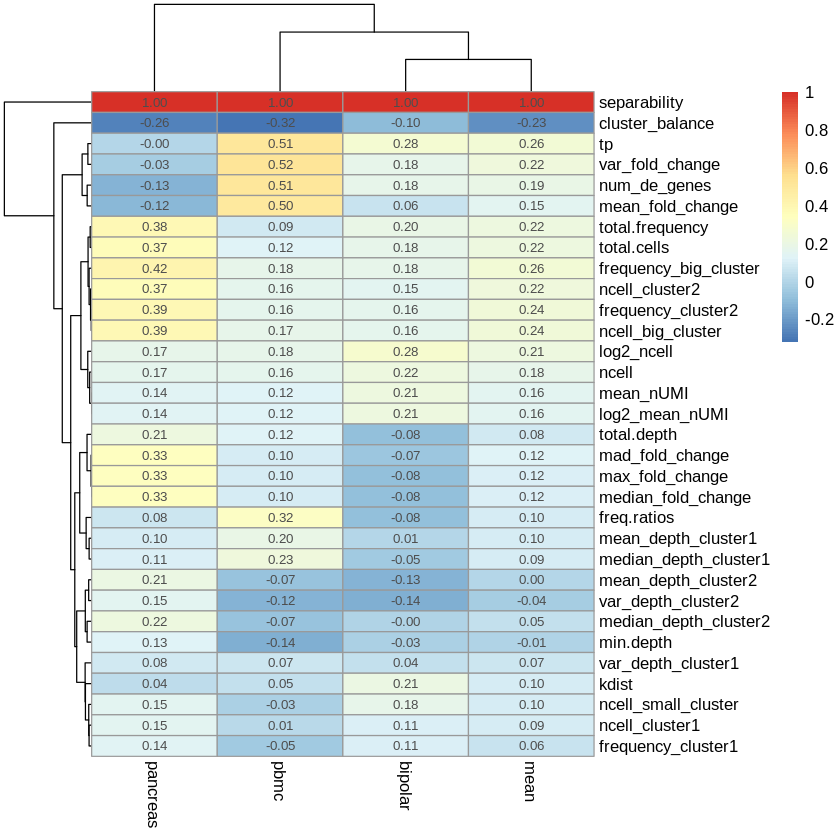 1.00 1.00 1.00 1.00 separability
-0.26 -0.32 -0.10 -0.23 cluster_balance
-0.00 0.51 0.28 0.26 tp
-0.03 0.52 0.18 0.22 var_fold_change
-0.13 0.51 0.18 0.19 num_de_genes
-0.12 0.50 0.06 0.15 mean_fold_change
0.38 0.09 0.20 0.22 total.frequency
0.37 0.12 0.18 0.22 total.cells
0.42 0.18 0.18 0.26 frequency_big_cluster
0.37 0.16 0.15 0.22 ncell_cluster2
0.39 0.16 0.16 0.24 frequency_cluster2
0.39 0.17 0.16 0.24 ncell_big_cluster
0.17 0.18 0.28 0.21 log2_ncell
0.17 0.16 0.22 0.18 ncell
0.14 0.12 0.21 0.16 mean_nUMI
0.14 0.12 0.21 0.16 log2_mean_nUMI
0.21 0.12 -0.08 0.08 total.depth
0.33 0.10 -0.07 0.12 mad_fold_change
0.33 0.10 -0.08 0.12 max_fold_change
0.33 0.10 -0.08 0.12 median_fold_change
0.08 0.32 -0.08 0.10 freq.ratios
0.10 0.20 0.01 0.10 mean_depth_cluster1
0.11 0.23 -0.05 0.09 median_depth_cluster1
0.21 -0.07 -0.13 0.00 mean_depth_cluster2
0.15 -0.12 -0.14 -0.04 var_depth_cluster2
0.22 -0.07 -0.00 0.05 median_depth_cluster2
0.13 -0.14 -0.03 -0.01 min.depth
0.08 0.07 0.04 0.07 var_depth_cluster1
0.04 0.05 0.21 0.10 kdist
0.15 -0.03 0.18 0.10 ncell_small_cluster
0.15 0.01 0.11 0.09 ncell_cluster1
0.14 -0.05 0.11 0.06 frequency_cluster1
pancreas
pbmc
bipolar
mean
1
0.8
0.6
0.4
0.2
0
-0.2